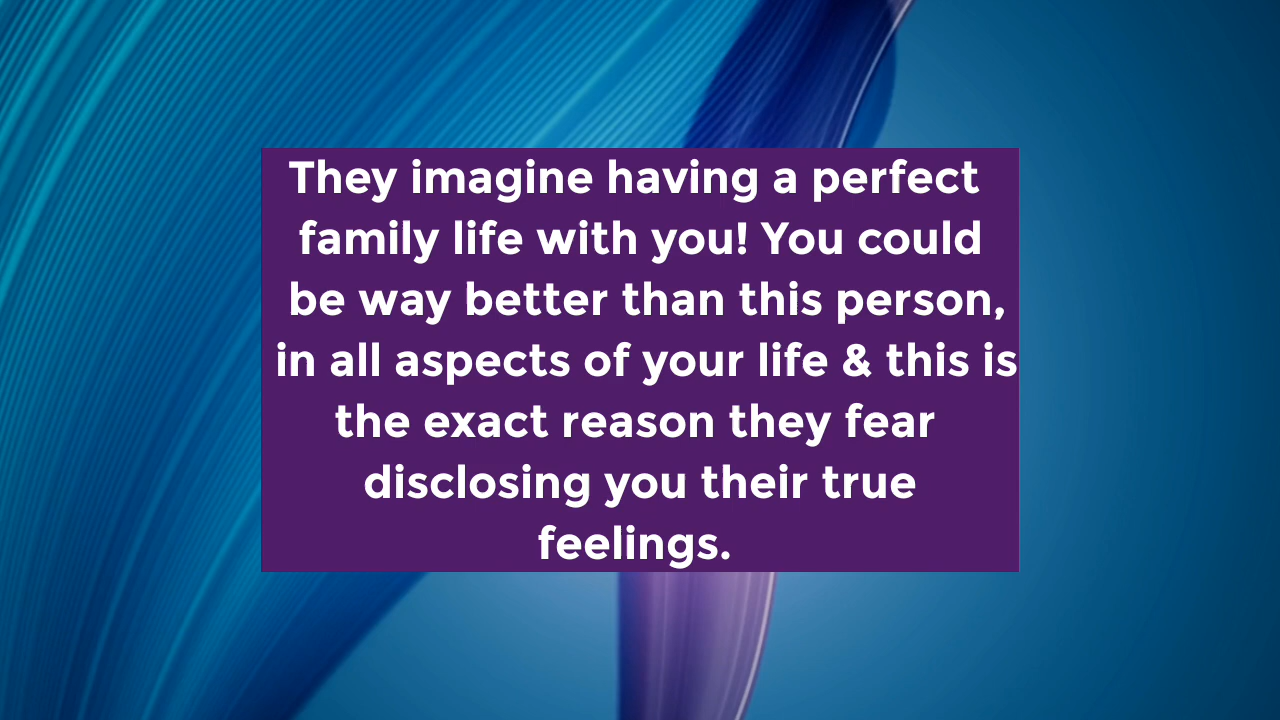 They imagine having a perfect
family life with you! You could
be way better than this person,
in all aspects of your life & this is
the exact reason they fear
disclosing you their true
feelings.